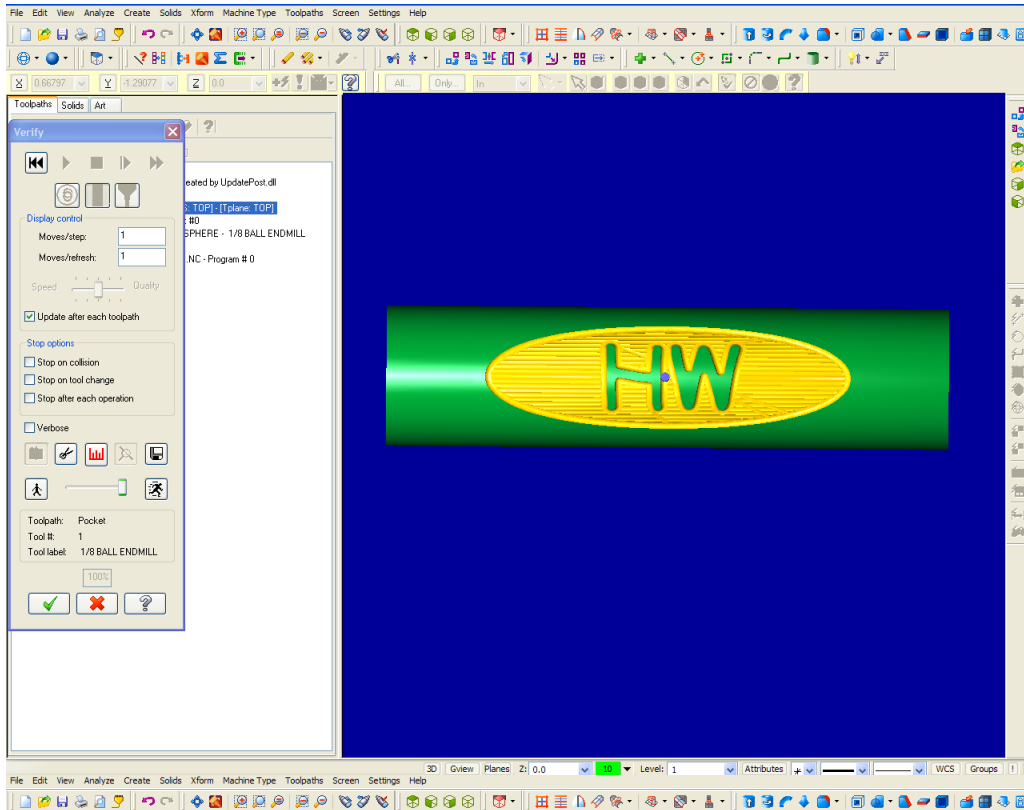 File Edit View Analyze Create Solids Xform Machine Type Toolpaths Screen Settings Help
X 0.66797 Y -1.29077 Z 0.0 All... Only... In
Toolpaths Solids Art
Verify
eated by UpdatePost.dll
S: TOP] - [Tplane: TOP]
#0
SPHERE - 1/8 BALL ENDMILL
.NC - Program # 0
Display control
Moves/step: 1
Moves/refresh: 1
Speed Quality
Update after each toolpath
Stop options
Stop on collision
Stop on tool change
Stop after each operation
Verbose
Toolpath: Pocket
Tool #: 1
Tool label: 1/8 BALL ENDMILL
100%
HW
3D Gview Planes Z: 0.0 10 Level: 1 Attributes WCS Groups !
File Edit View Analyze Create Solids Xform Machine Type Toolpaths Screen Settings Help